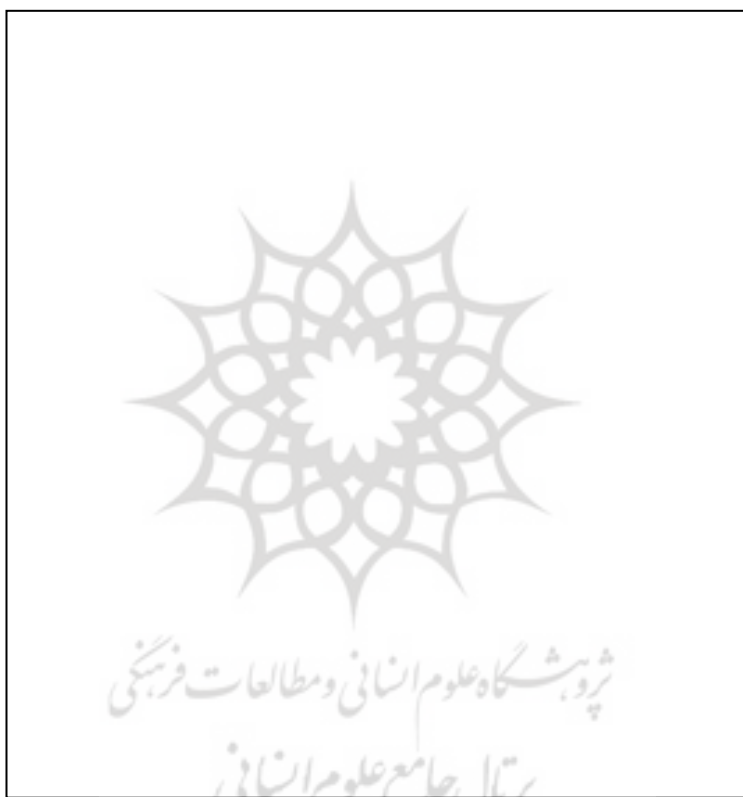 پژوهشگاه علوم انسانی و مطالعات فرهنگی
پرتال جامع علوم انسانی